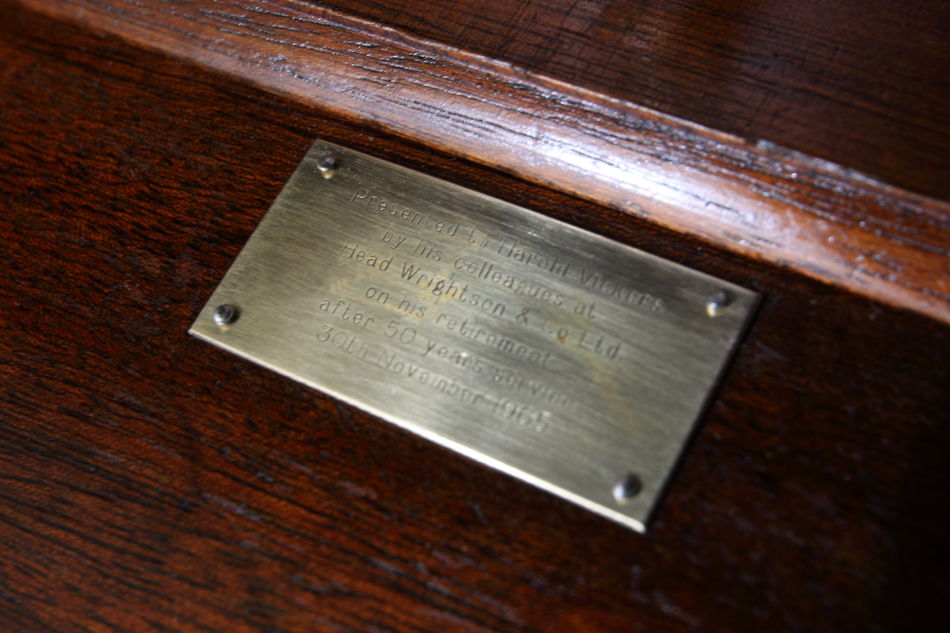 Presented to Harold Vickers
by his colleagues at
Head Wrightson & Co Ltd
on his retirement
after 50 years service
30th November 1965